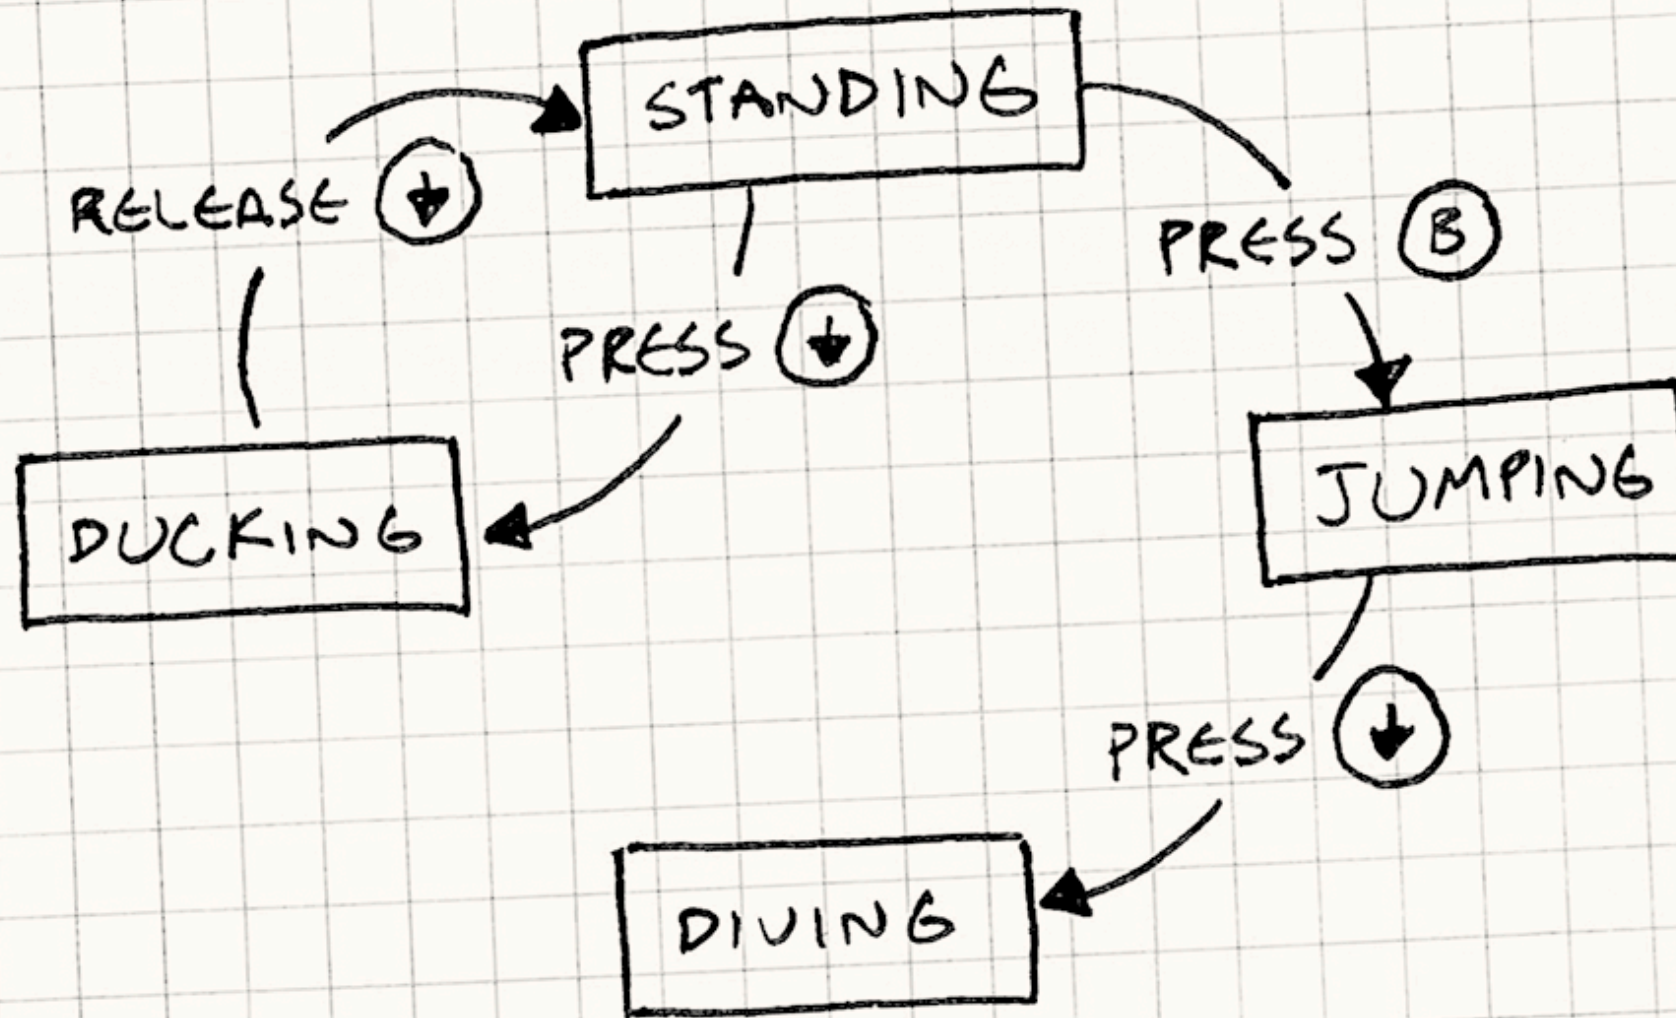 STANDING
RELEASE ↓
PRESS B
PRESS ↓
DUCKING
JUMPING
PRESS ↓
DIVING